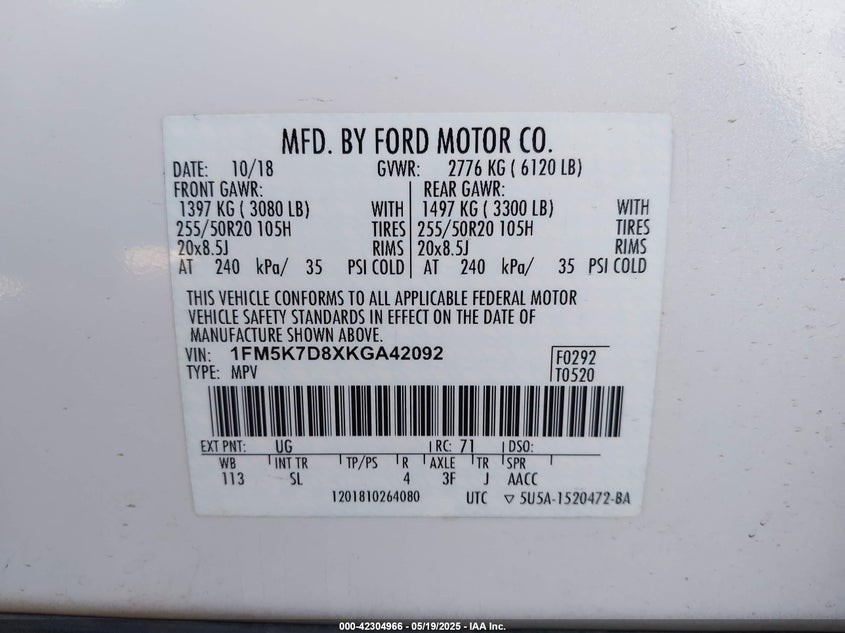 MFD. BY FORD MOTOR CO.
DATE: 10/18 GVWR: 2776 KG ( 6120 LB)
FRONT GAWR: REAR GAWR:
1397 KG ( 3080 LB) WITH 1497 KG ( 3300 LB) WITH
255/50R20 105H TIRES 255/50R20 105H TIRES
20x8.5J RIMS 20x8.5J RIMS
AT 240 kPa/ 35 PSI COLD AT 240 kPa/ 35 PSI COLD
THIS VEHICLE CONFORMS TO ALL APPLICABLE FEDERAL MOTOR
VEHICLE SAFETY STANDARDS IN EFFECT ON THE DATE OF
MANUFACTURE SHOWN ABOVE.
VIN: 1FM5K7D8XKGA42092 F0292
TYPE: MPV T0520
EXT PNT: UG RC: 71 DSO:
WB INT TR TP/PS R AXLE TR SPR
113 SL 4 3F J AACC
1201810264080 UTC ▽ 5U5A-1520472-BA
000-42304966 - 05/19/2025 - IAA Inc.